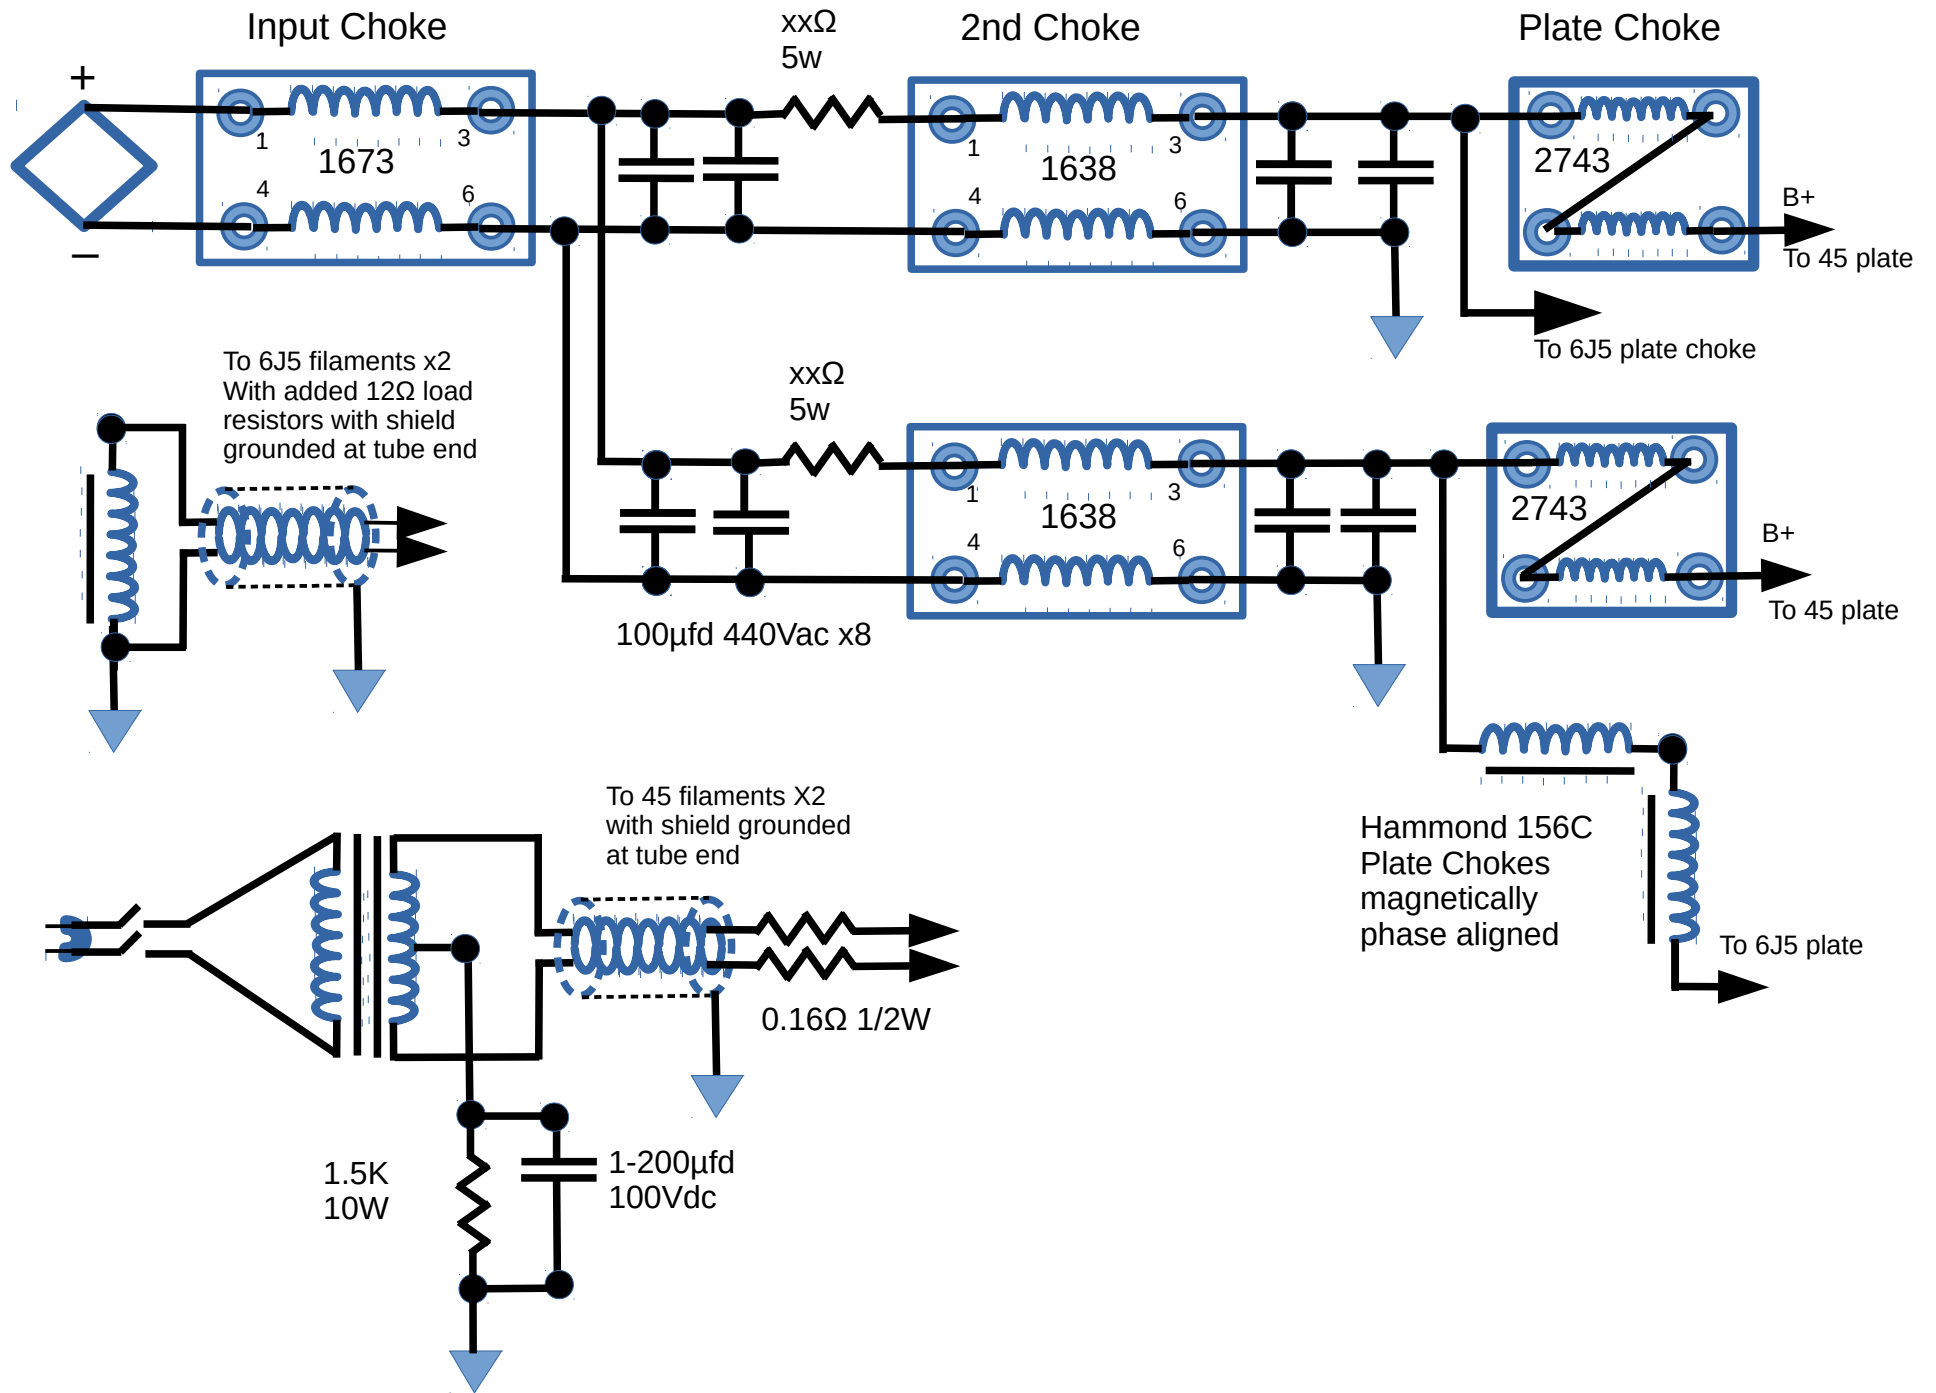 Input Choke
xxΩ
5w
2nd Choke
Plate Choke
+
1
3
1673
4
6
–
1
3
1638
4
6
2743
B+
To 45 plate
To 6J5 plate choke
To 6J5 filaments x2
With added 12Ω load
resistors with shield
grounded at tube end
xxΩ
5w
1
3
1638
4
6
2743
B+
To 45 plate
100µfd 440Vac x8
To 45 filaments X2
with shield grounded
at tube end
Hammond 156C
Plate Chokes
magnetically
phase aligned
To 6J5 plate
0.16Ω 1/2W
1.5K
10W
1-200µfd
100Vdc